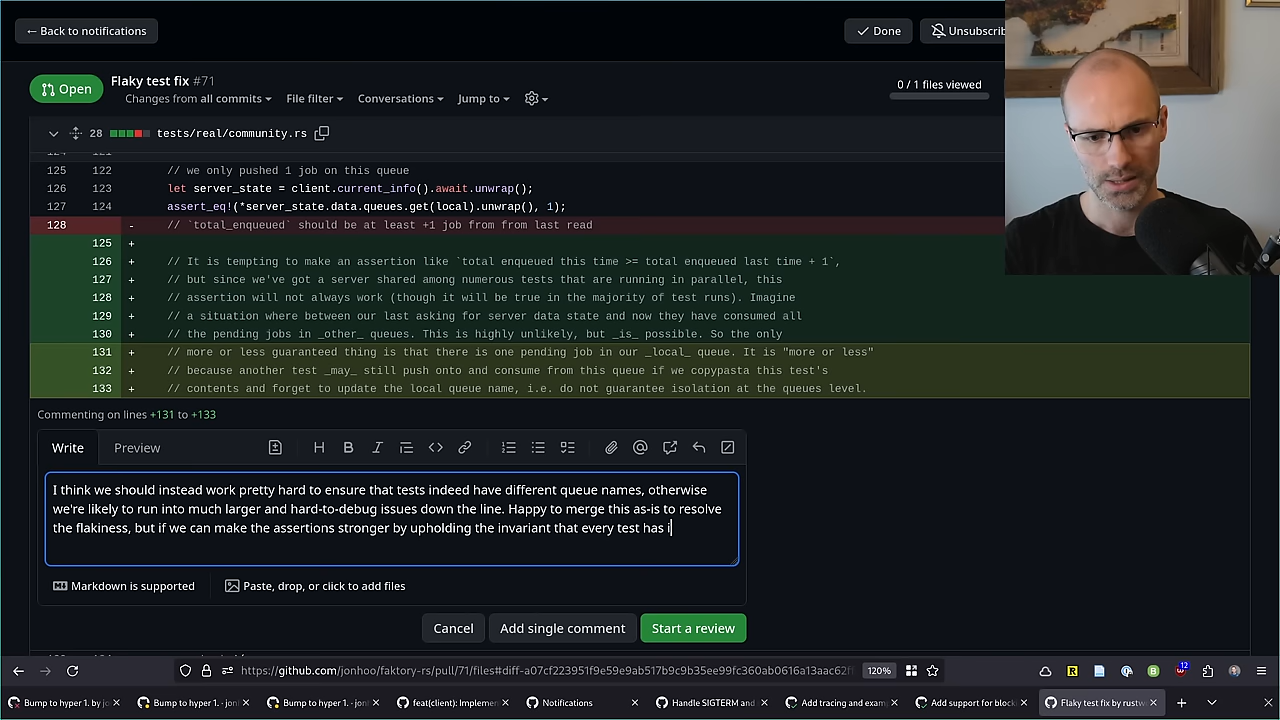 ← Back to notifications
Done
Unsubscrib
Open
Flaky test fix #71
Changes from all commits
File filter
Conversations
Jump to
0 / 1 files viewed
28
tests/real/community.rs
125 122 // we only pushed 1 job on this queue
126 123 let server_state = client.current_info().await.unwrap();
127 124 assert_eq!(*server_state.data.queues.get(local).unwrap(), 1);
128 - // `total_enqueued` should be at least +1 job from from last read
125 +
126 + // It is tempting to make an assertion like `total enqueued this time >= total enqueued last time + 1`,
127 + // but since we've got a server shared among numerous tests that are running in parallel, this
128 + // assertion will not always work (though it will be true in the majority of test runs). Imagine
129 + // a situation where between our last asking for server data state and now they have consumed all
130 + // the pending jobs in _other_ queues. This is highly unlikely, but _is_ possible. So the only
131 + // more or less guaranteed thing is that there is one pending job in our _local_ queue. It is "more or less"
132 + // because another test _may_ still push onto and consume from this queue if we copypasta this test's
133 + // contents and forget to update the local queue name, i.e. do not guarantee isolation at the queues level.
Commenting on lines +131 to +133
Write
Preview
I think we should instead work pretty hard to ensure that tests indeed have different queue names, otherwise
we're likely to run into much larger and hard-to-debug issues down the line. Happy to merge this as-is to resolve
the flakiness, but if we can make the assertions stronger by upholding the invariant that every test has i
Markdown is supported
Paste, drop, or click to add files
Cancel
Add single comment
Start a review
https://github.com/jonhoo/faktory-rs/pull/71/files#diff-a07cf223951f9e59e9ab517b9c9b35ee99fc360ab0616a13aac62f
120%
12
Bump to hyper 1. by jo
Bump to hyper 1. · jonl
Bump to hyper 1. · jonl
feat(client): Implemen
Notifications
Handle SIGTERM and
Add tracing and examp
Add support for blocki
Flaky test fix by rustw